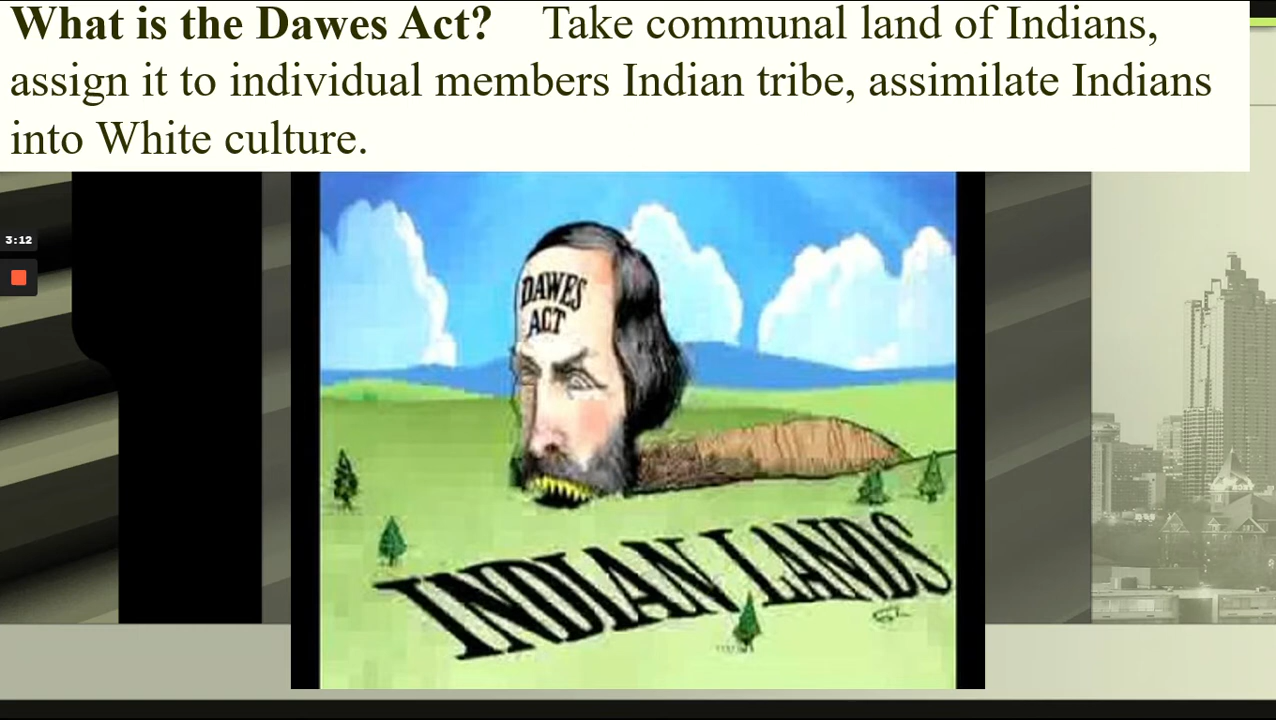 What is the Dawes Act? Take communal land of Indians,
assign it to individual members Indian tribe, assimilate Indians
into White culture.
3:12
DAWES
ACT
INDIAN LANDS